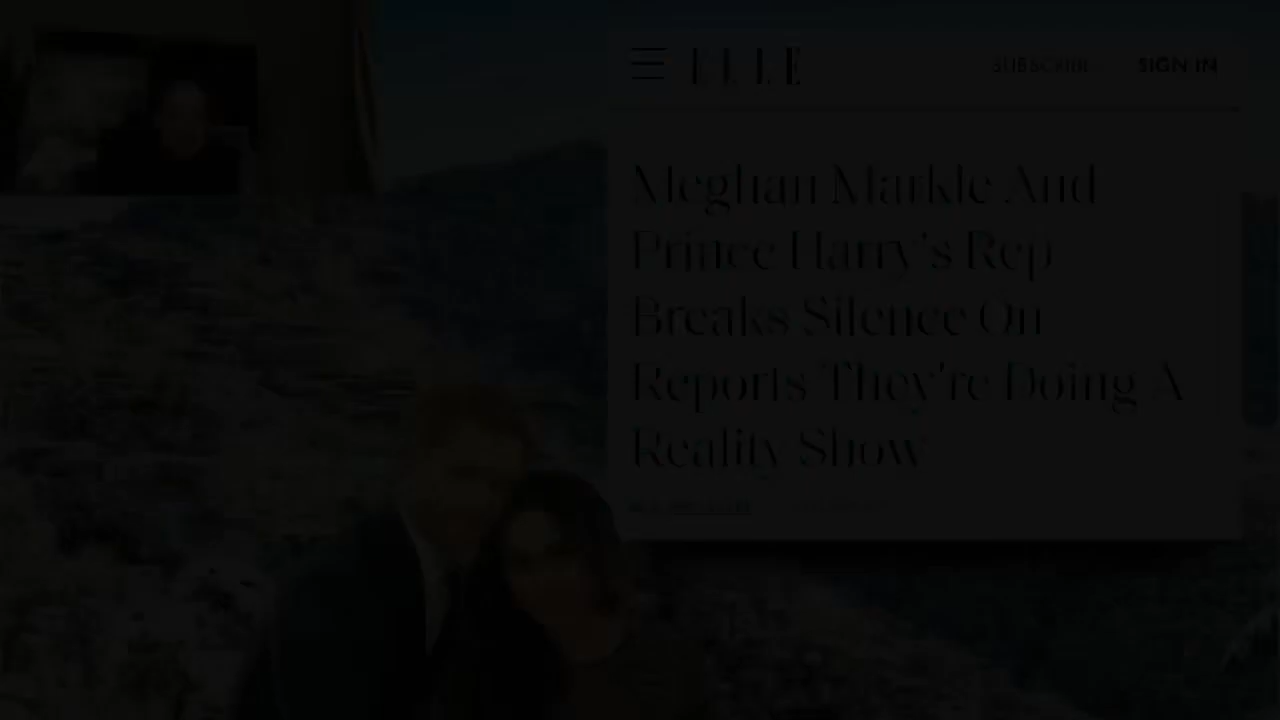 ELLE
SUBSCRIBE
SIGN IN
Meghan Markle And
Prince Harry's Rep
Breaks Silence On
Reports They're Doing A
Reality Show